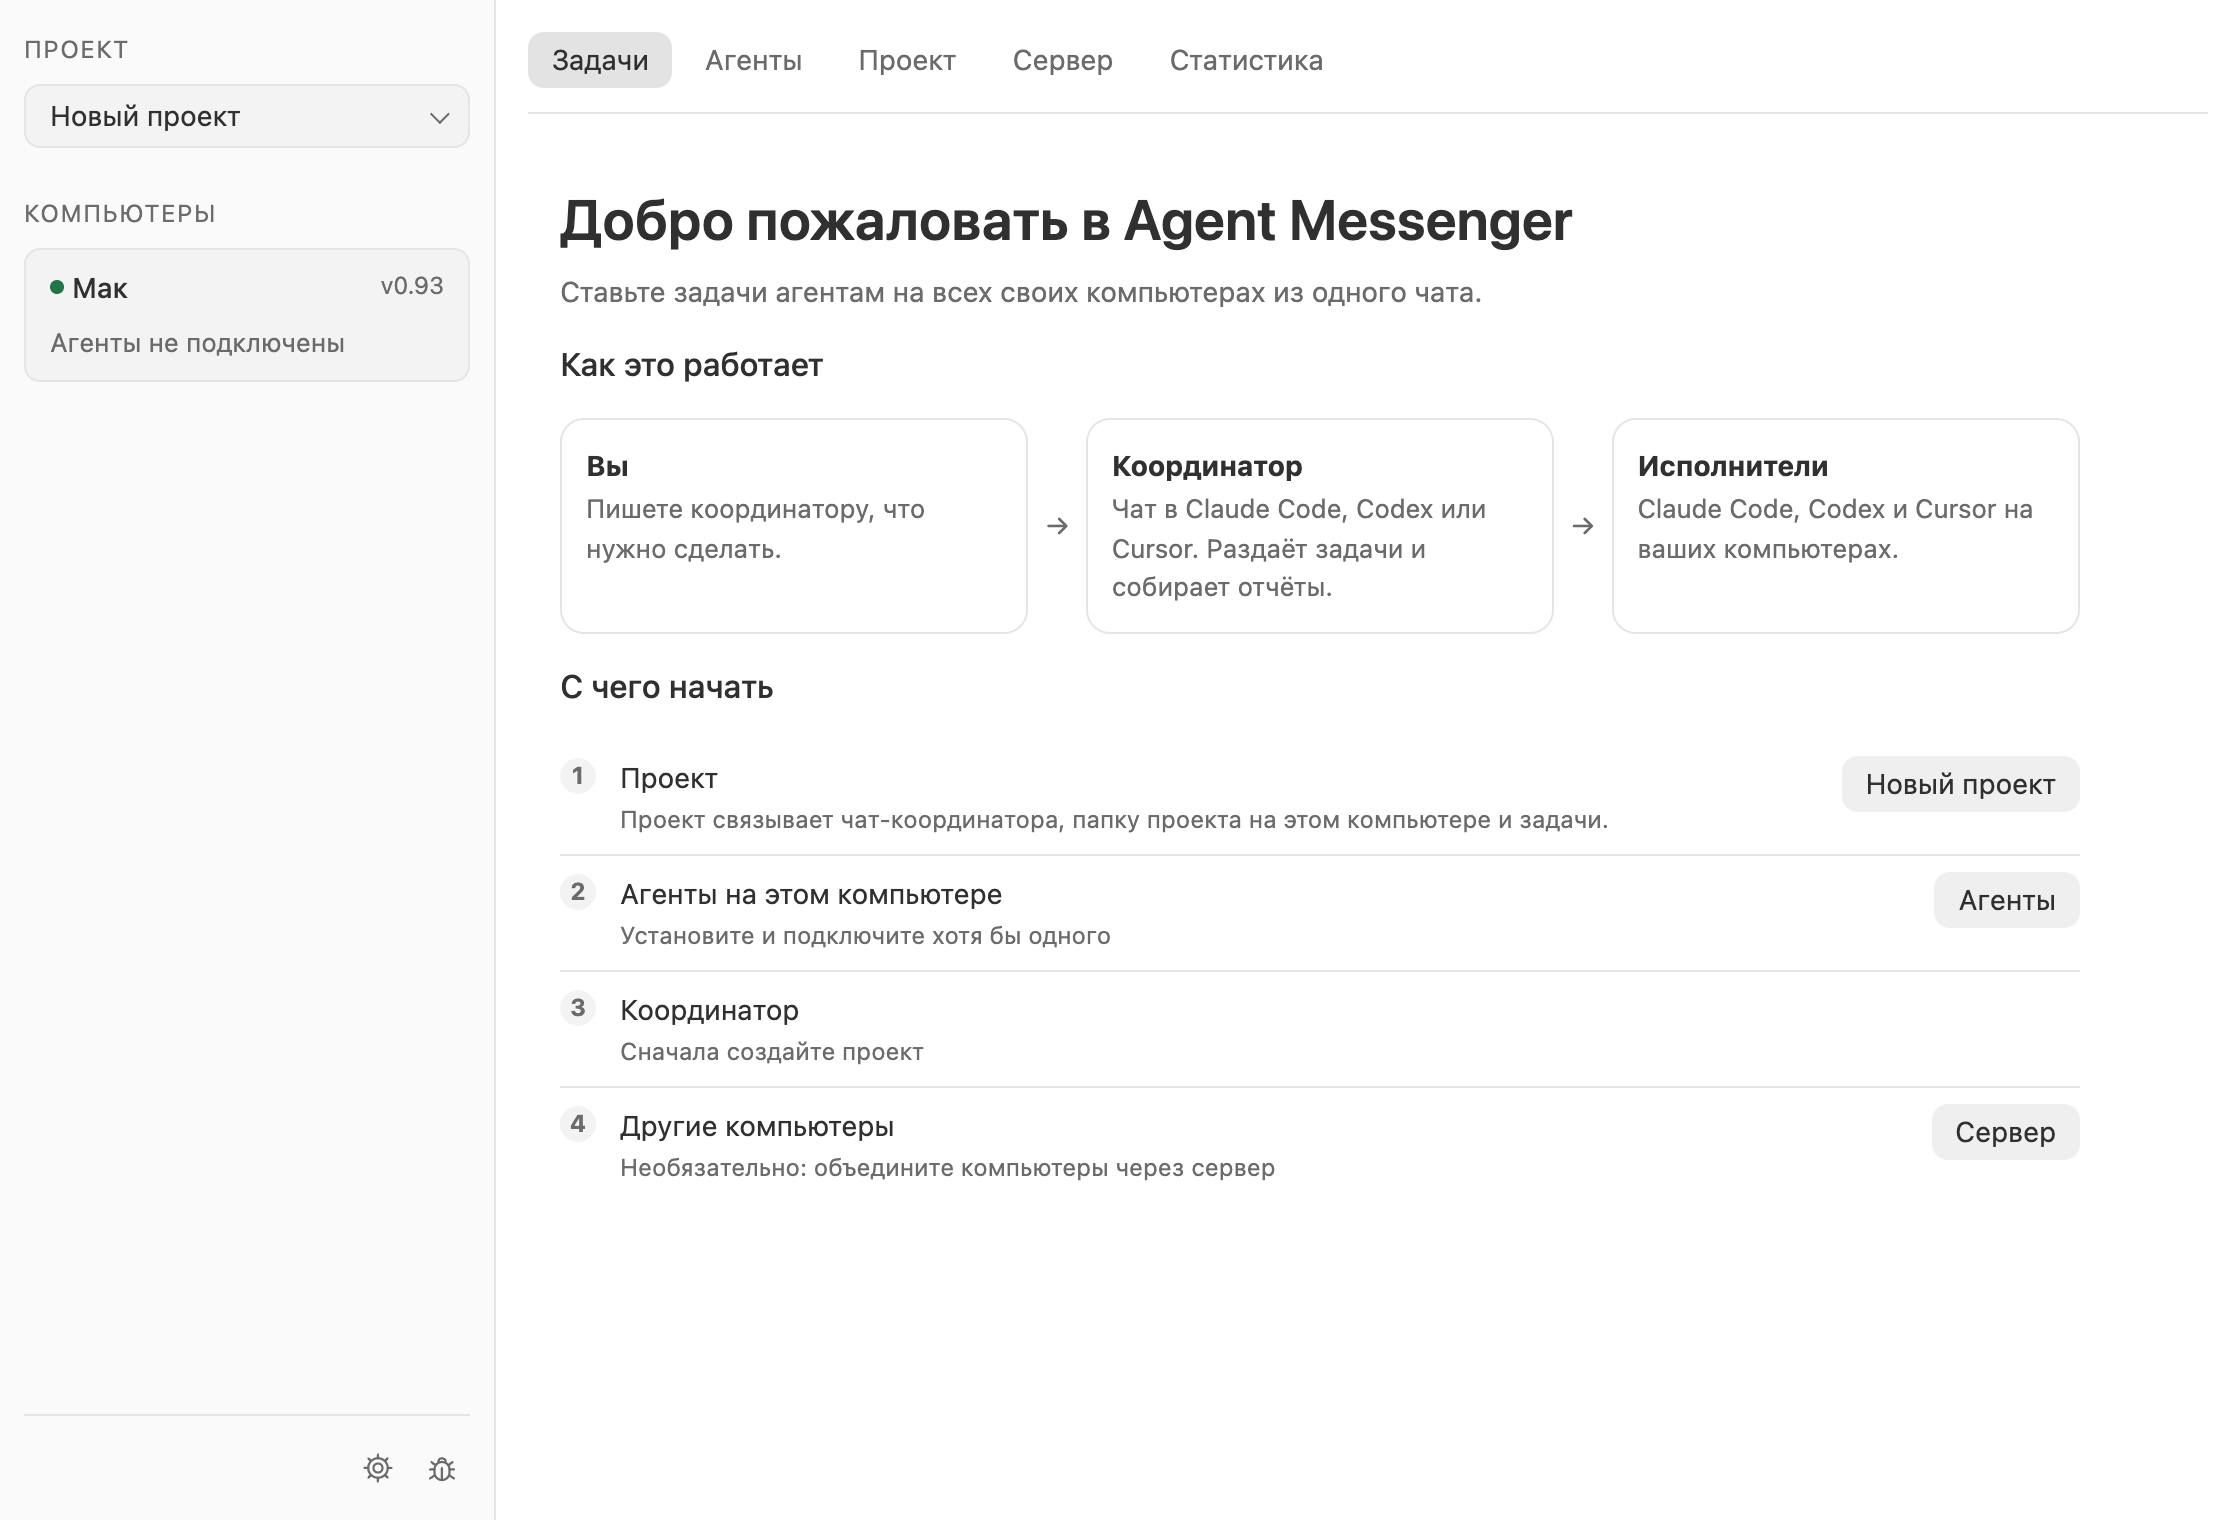 ПРОЕКТ
Новый проект
КОМПЬЮТЕРЫ
Мак
v0.93
Агенты не подключены
Задачи
Агенты
Проект
Сервер
Статистика
Добро пожаловать в Agent Messenger
Ставьте задачи агентам на всех своих компьютерах из одного чата.
Как это работает
Вы
Пишете координатору, что
нужно сделать.
→
Координатор
Чат в Claude Code, Codex или
Cursor. Раздаёт задачи и
собирает отчёты.
→
Исполнители
Claude Code, Codex и Cursor на
ваших компьютерах.
С чего начать
1
Проект
Проект связывает чат-координатора, папку проекта на этом компьютере и задачи.
Новый проект
2
Агенты на этом компьютере
Установите и подключите хотя бы одного
Агенты
3
Координатор
Сначала создайте проект
4
Другие компьютеры
Необязательно: объедините компьютеры через сервер
Сервер